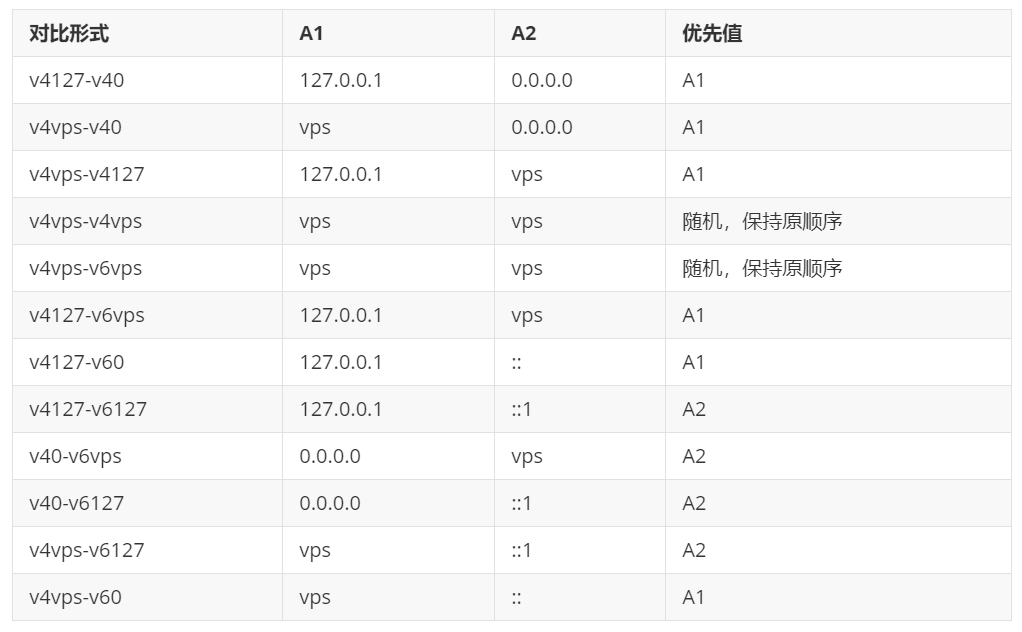 对比形式 A1 A2 优先值
v4127-v40 127.0.0.1 0.0.0.0 A1
v4vps-v40 vps 0.0.0.0 A1
v4vps-v4127 127.0.0.1 vps A1
v4vps-v4vps vps vps 随机，保持原顺序
v4vps-v6vps vps vps 随机，保持原顺序
v4127-v6vps 127.0.0.1 vps A1
v4127-v60 127.0.0.1 :: A1
v4127-v6127 127.0.0.1 ::1 A2
v40-v6vps 0.0.0.0 vps A2
v40-v6127 0.0.0.0 ::1 A2
v4vps-v6127 vps ::1 A2
v4vps-v60 vps :: A1